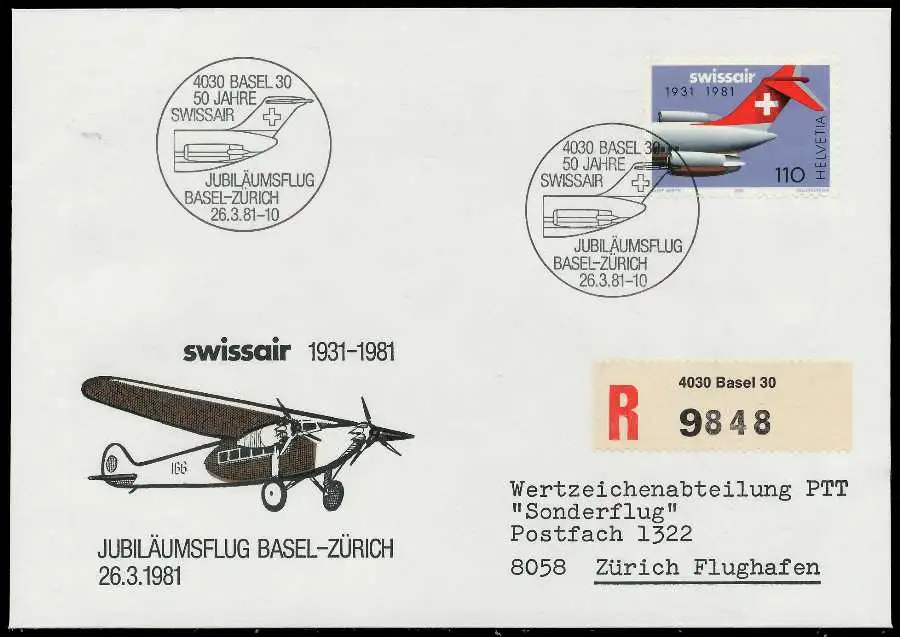 4030 BASEL 30
50 JAHRE
SWISSAIR
JUBILÄUMSFLUG
BASEL-ZÜRICH
26.3.81-10
swissair
1931 1981
110
HELVETIA
4030 BASEL 30
50 JAHRE
SWISSAIR
JUBILÄUMSFLUG
BASEL-ZÜRICH
26.3.81-10
swissair 1931-1981
166
JUBILÄUMSFLUG BASEL-ZÜRICH
26.3.1981
4030 Basel 30
R 9848
Wertzeichenabteilung PTT
"Sonderflug"
Postfach 1322
8058 Zürich Flughafen